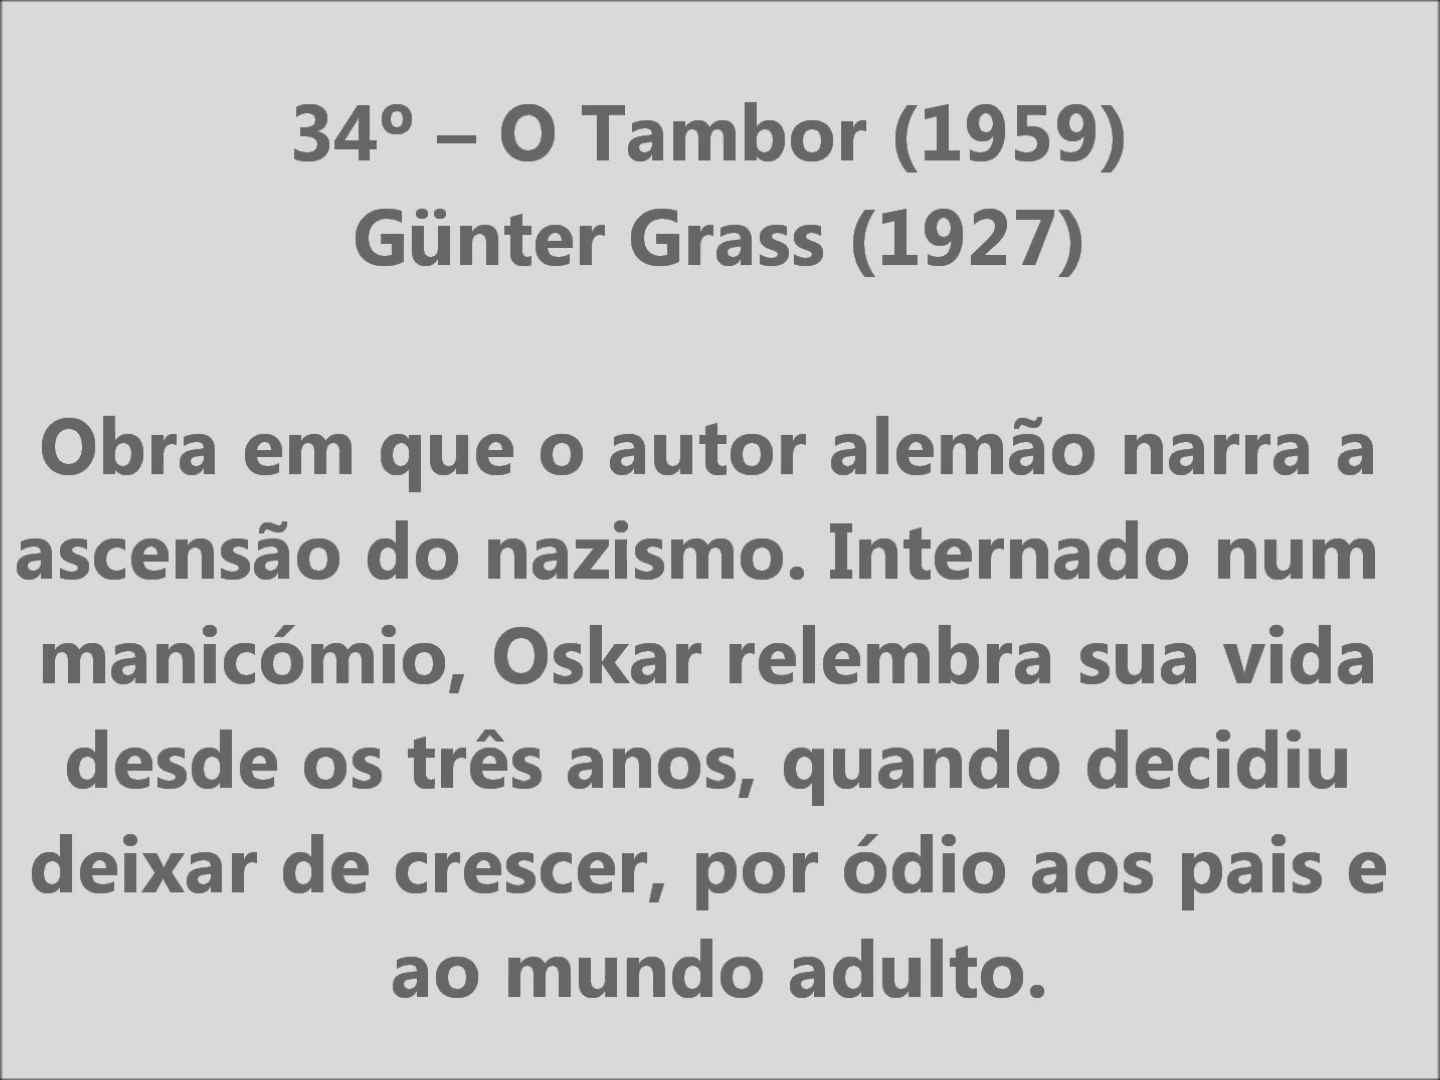 34º – O Tambor (1959)
Günter Grass (1927)
Obra em que o autor alemão narra a
ascensão do nazismo. Internado num
manicómio, Oskar relembra sua vida
desde os três anos, quando decidiu
deixar de crescer, por ódio aos pais e
ao mundo adulto.